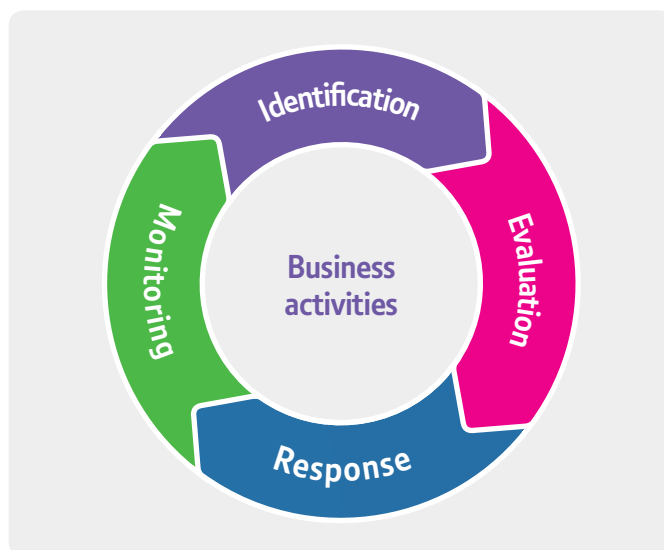 Identification
Evaluation
Response
Monitoring
Business
activities